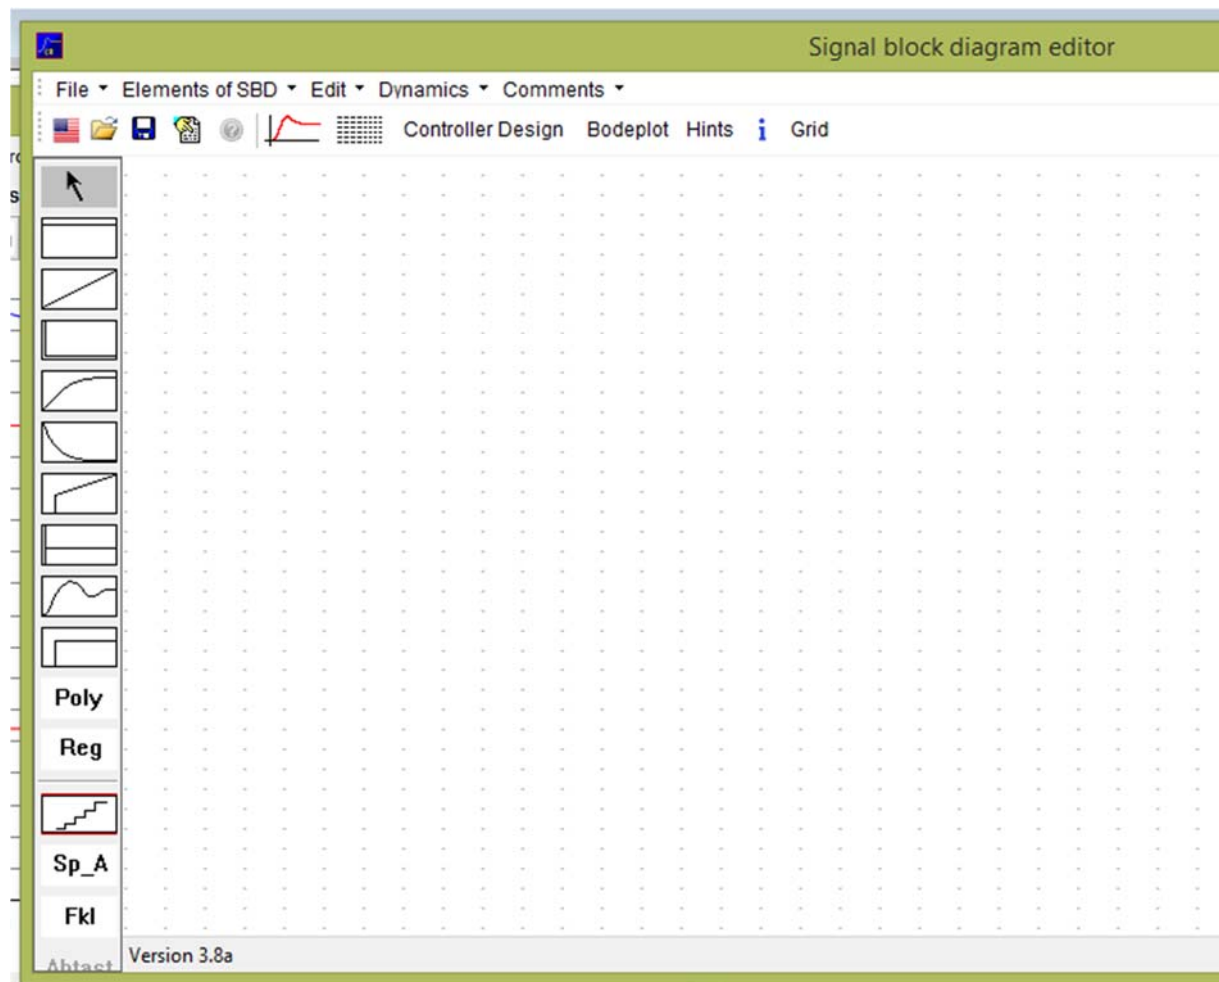 Signal block diagram editor
File Elements of SBD Edit Dynamics Comments
Controller Design Bodeplot Hints i Grid
Poly
Reg
Sp_A
Fkl
Abtast
Version 3.8a